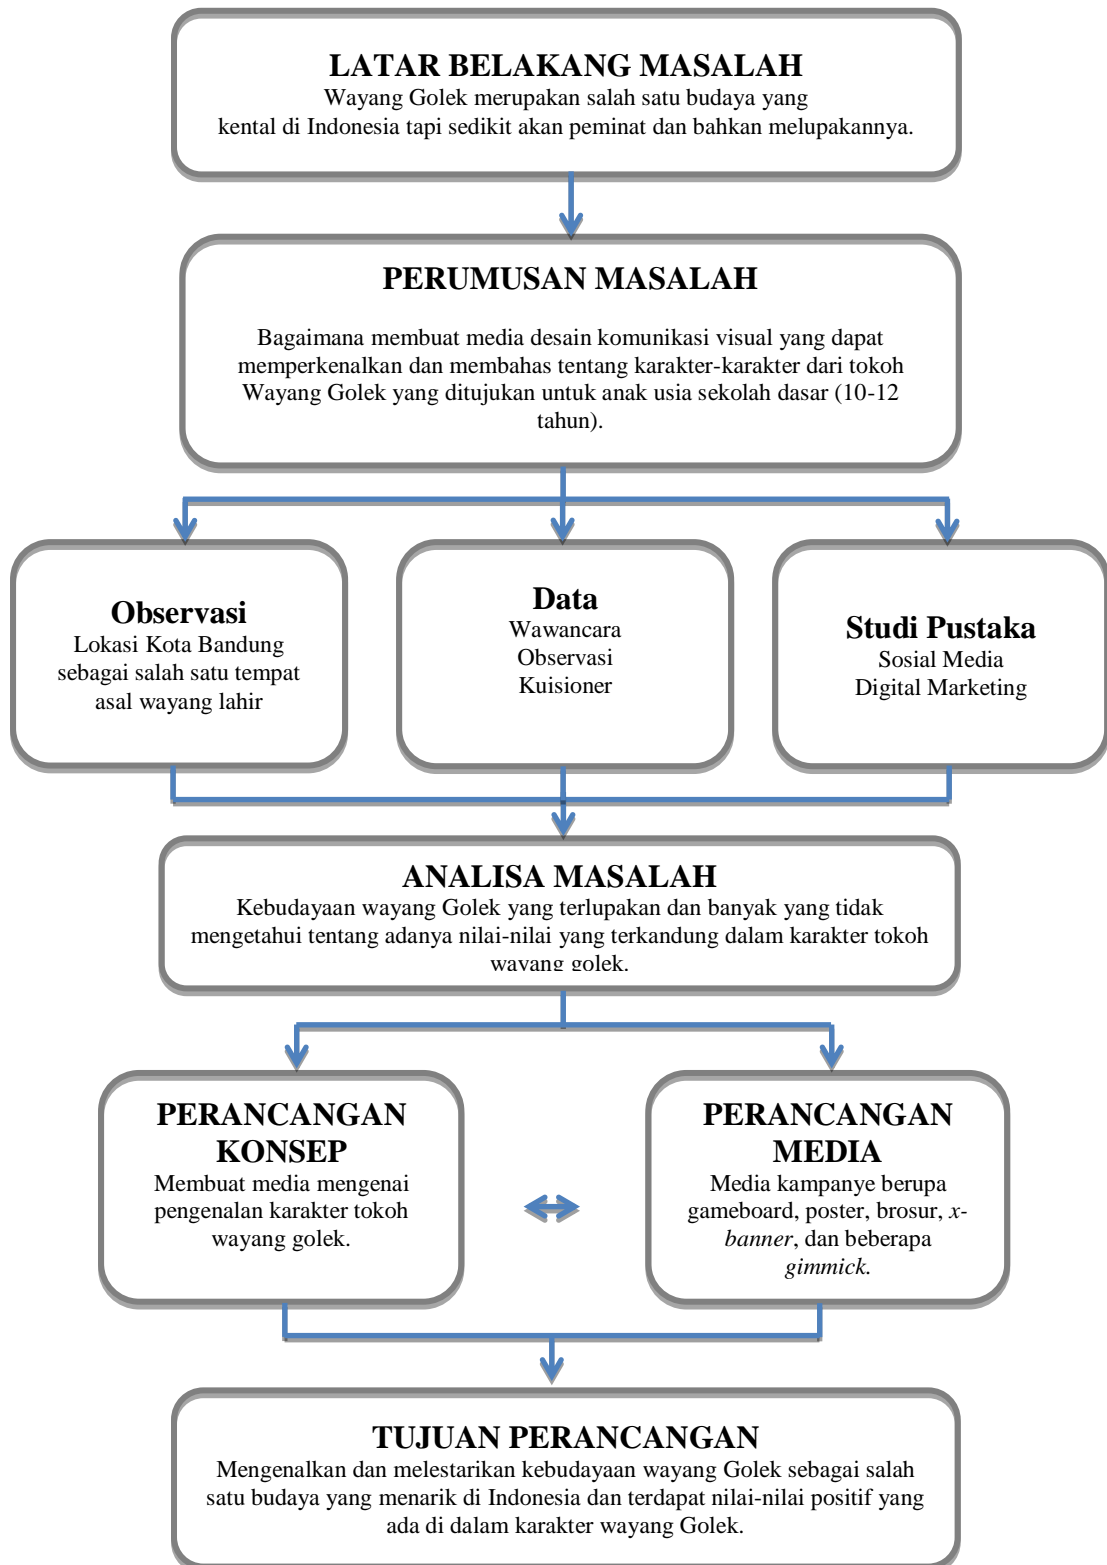 LATAR BELAKANG MASALAH
Wayang Golek merupakan salah satu budaya yang
kental di Indonesia tapi sedikit akan peminat dan bahkan melupakannya.
PERUMUSAN MASALAH
Bagaimana membuat media desain komunikasi visual yang dapat
memperkenalkan dan membahas tentang karakter-karakter dari tokoh
Wayang Golek yang ditujukan untuk anak usia sekolah dasar (10-12
tahun).
Observasi
Lokasi Kota Bandung
sebagai salah satu tempat
asal wayang lahir
Data
Wawancara
Observasi
Kuisioner
Studi Pustaka
Sosial Media
Digital Marketing
ANALISA MASALAH
Kebudayaan wayang Golek yang terlupakan dan banyak yang tidak
mengetahui tentang adanya nilai-nilai yang terkandung dalam karakter tokoh
wayang golek.
PERANCANGAN
KONSEP
Membuat media mengenai
pengenalan karakter tokoh
wayang golek.
PERANCANGAN
MEDIA
Media kampanye berupa
gameboard, poster, brosur, x-
banner, dan beberapa
gimmick.
TUJUAN PERANCANGAN
Mengenalkan dan melestarikan kebudayaan wayang Golek sebagai salah
satu budaya yang menarik di Indonesia dan terdapat nilai-nilai positif yang
ada di dalam karakter wayang Golek.